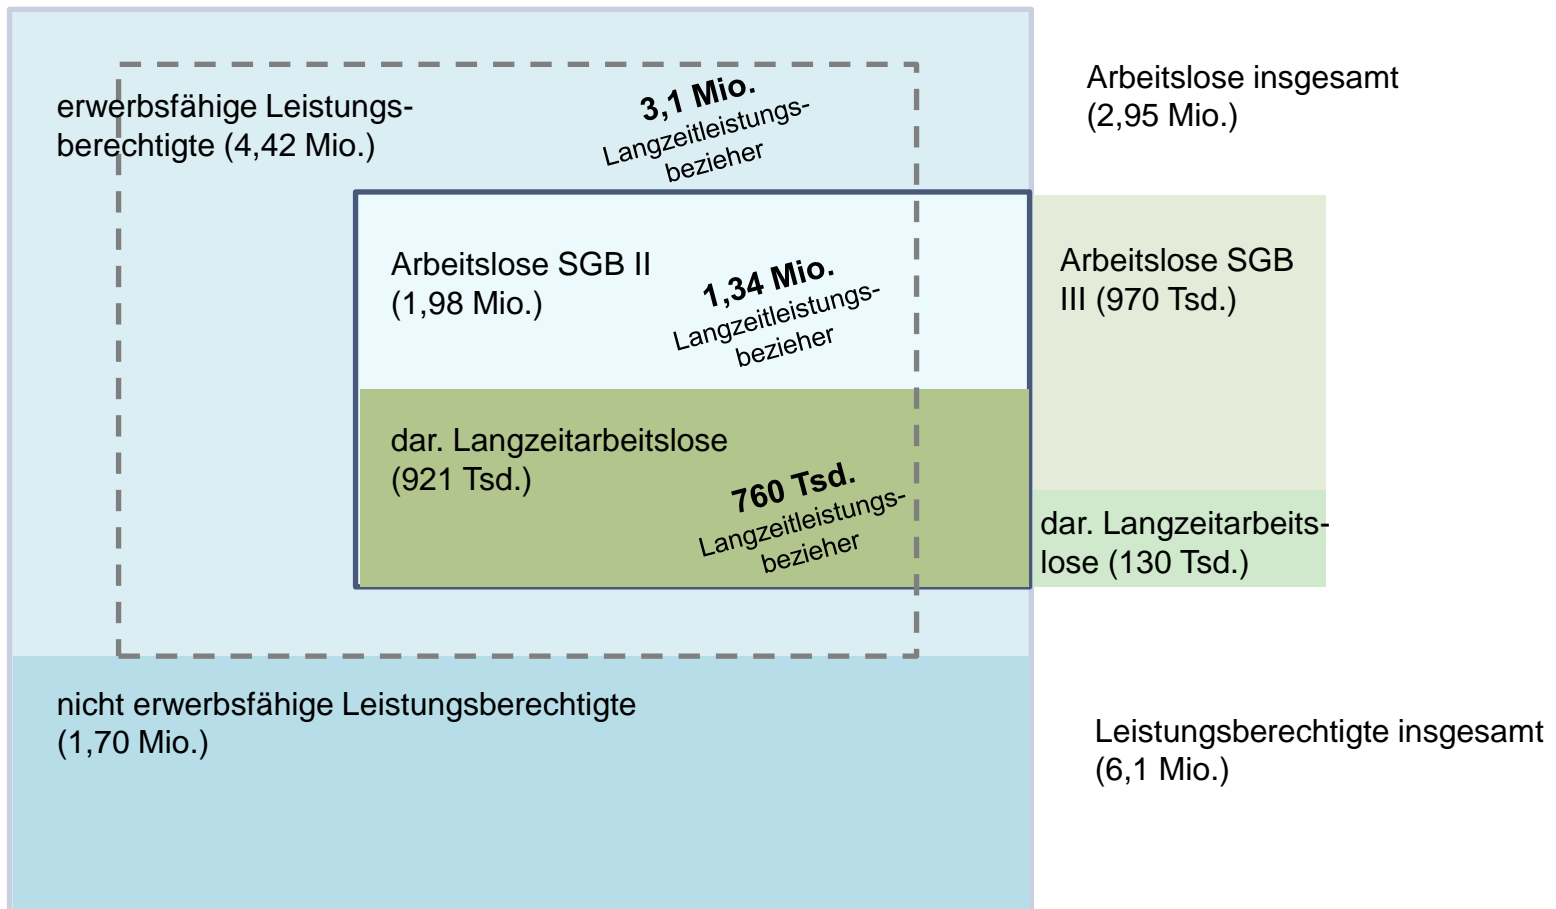 erwerbsfähige Leistungs-
berechtigte (4,42 Mio.)
3,1 Mio.
Langzeitleistungs-
bezieher
Arbeitslose insgesamt
(2,95 Mio.)
Arbeitslose SGB II
(1,98 Mio.)
1,34 Mio.
Langzeitleistungs-
bezieher
Arbeitslose SGB
III (970 Tsd.)
dar. Langzeitarbeitslose
(921 Tsd.)
760 Tsd.
Langzeitleistungs-
bezieher
dar. Langzeitarbeits-
lose (130 Tsd.)
nicht erwerbsfähige Leistungsberechtigte
(1,70 Mio.)
Leistungsberechtigte insgesamt
(6,1 Mio.)